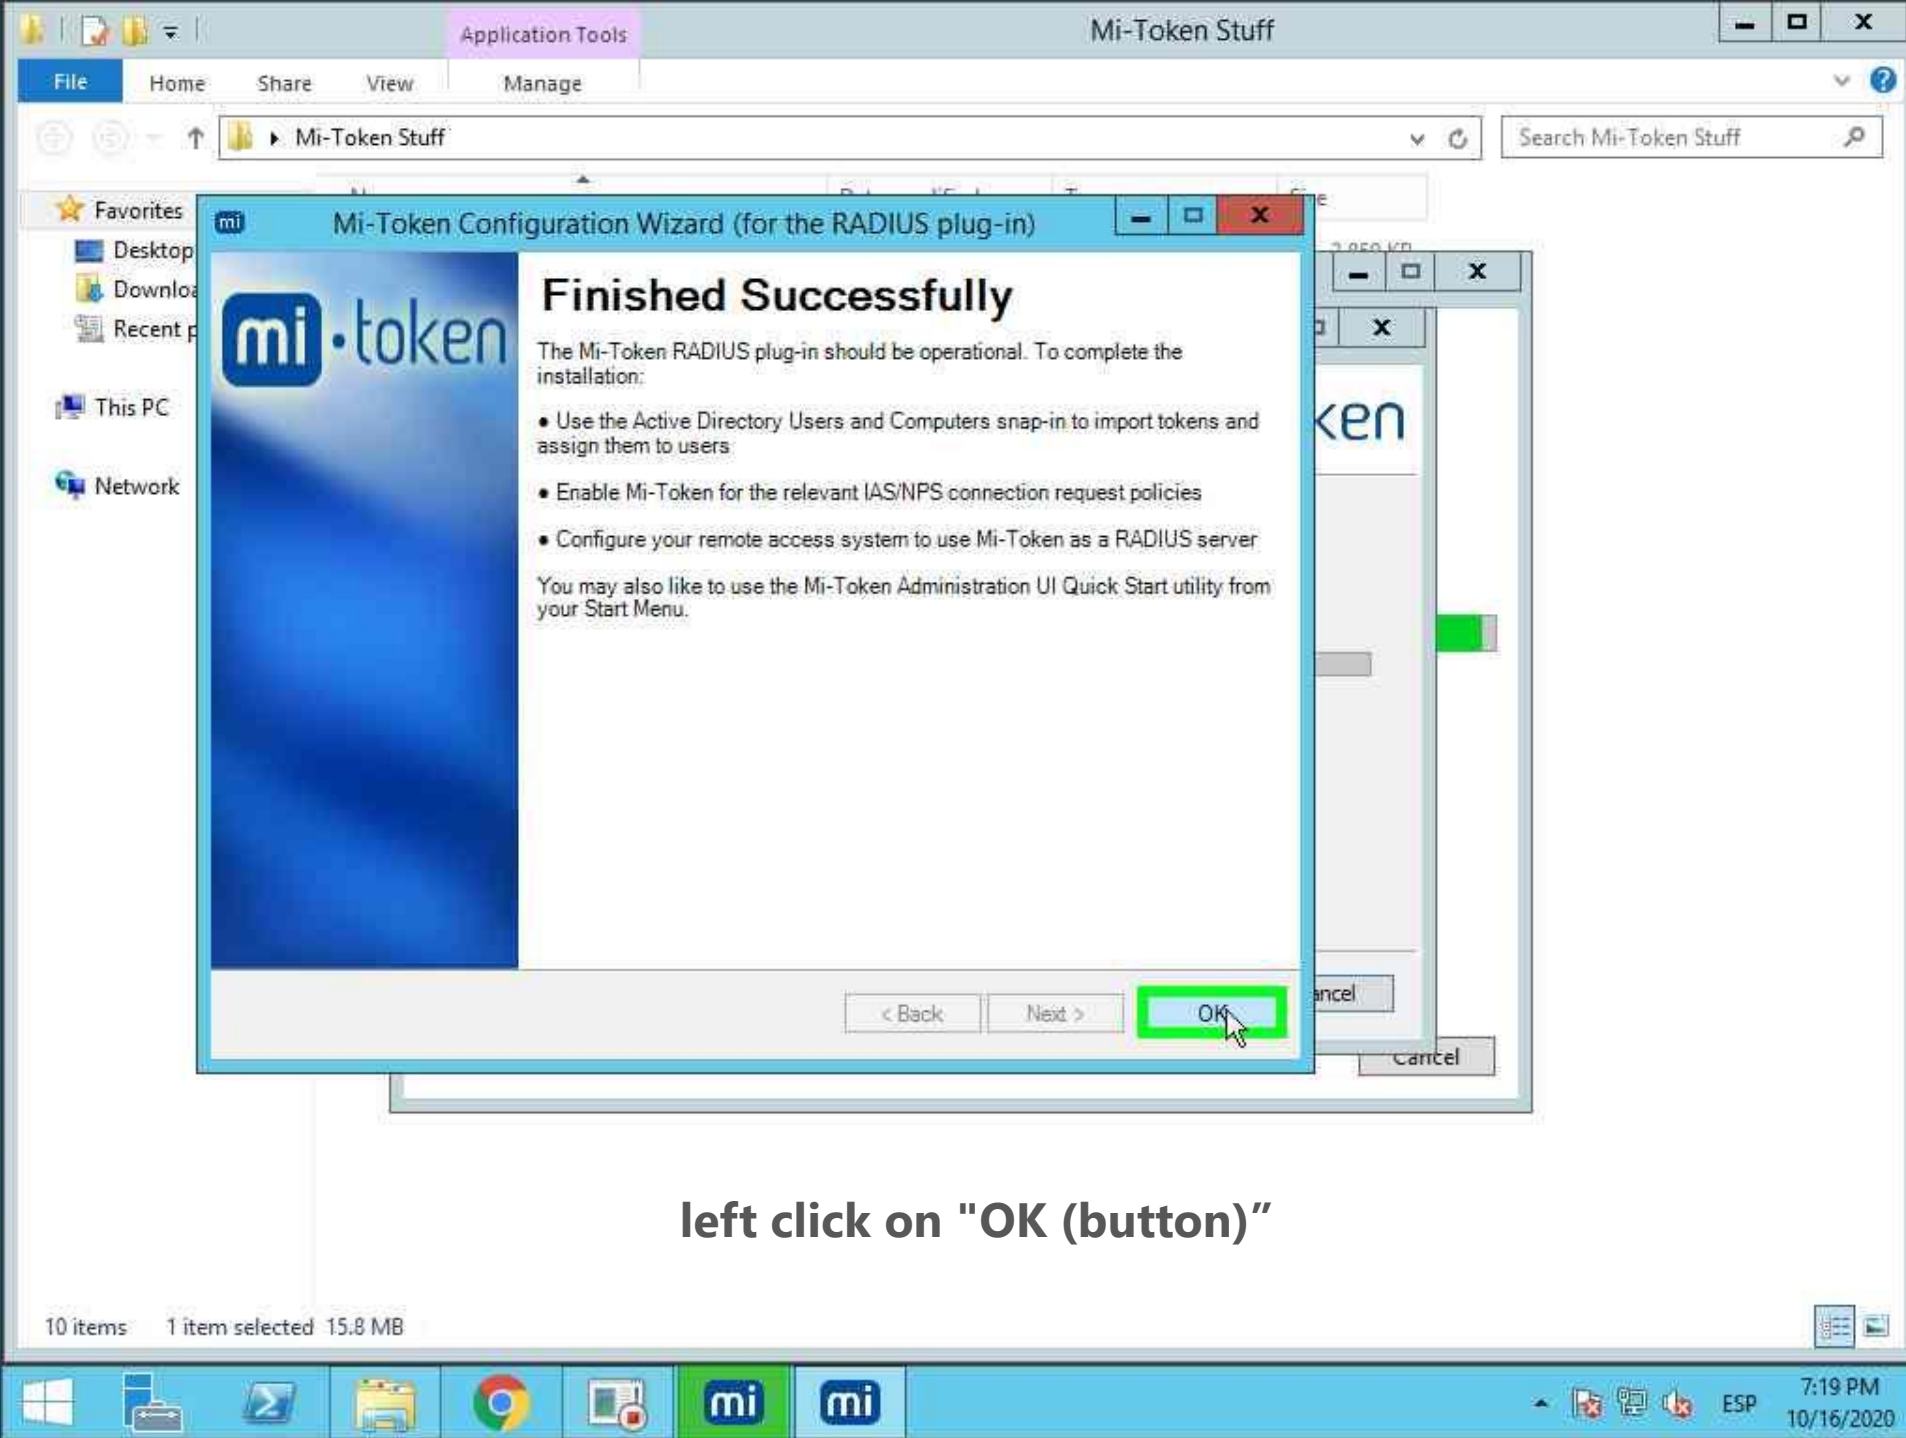 Application Tools
Mi-Token Stuff
File
Home
Share
View
Manage
Mi-Token Stuff
Search Mi-Token Stuff
Favorites
Desktop
Recent
This PC
Network
Mi-Token Configuration Wizard (for the RADIUS plug-in)
mi·token
Finished Successfully
The Mi-Token RADIUS plug-in should be operational. To complete the
installation:
• Use the Active Directory Users and Computers snap-in to import tokens and
assign them to users
• Enable Mi-Token for the relevant IAS/NPS connection request policies
• Configure your remote access system to use Mi-Token as a RADIUS server
You may also like to use the Mi-Token Administration UI Quick Start utility from
your Start Menu.
< Back
Next >
OK
ken
ancel
Cancel
left click on "OK (button)”
10 items
1 item selected 15.8 MB
mi
mi
ESP
7:19 PM
10/16/2020